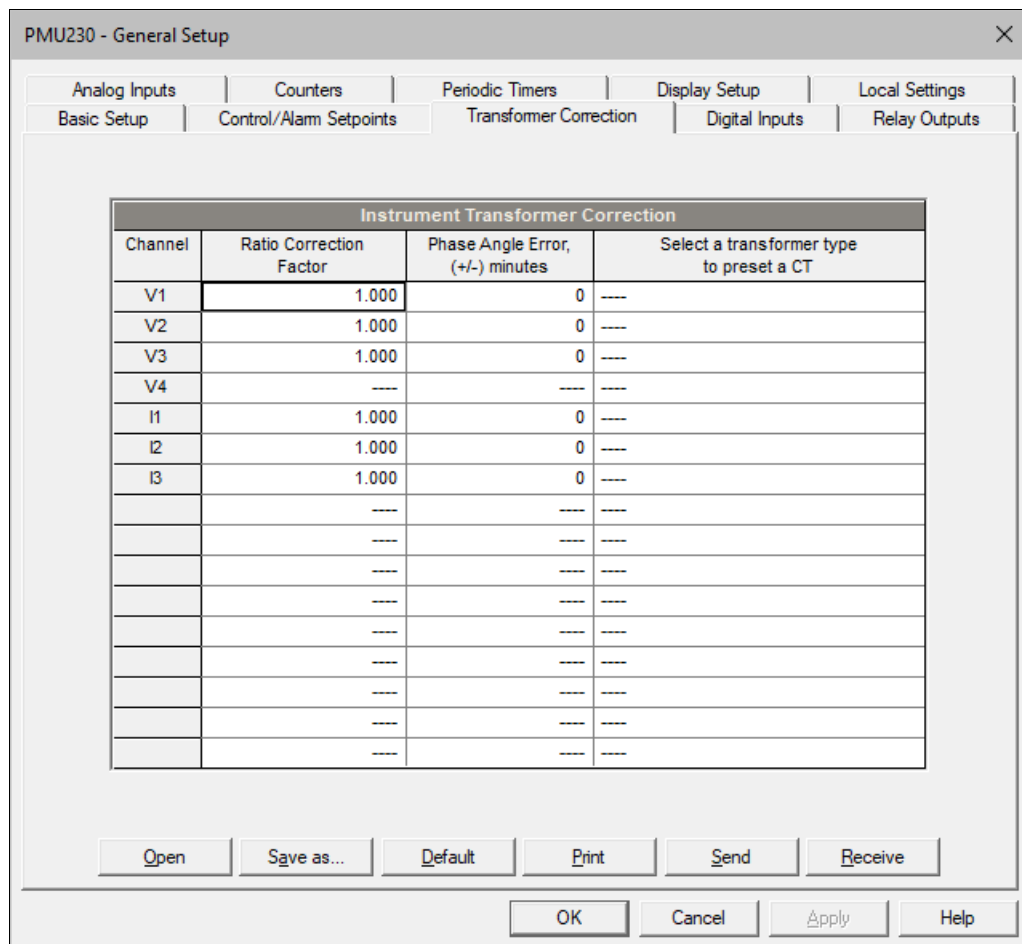 PMU230 - General Setup
Analog Inputs Counters Periodic Timers Display Setup Local Settings
Basic Setup Control/Alarm Setpoints Transformer Correction Digital Inputs Relay Outputs
Instrument Transformer Correction
Channel Ratio Correction Factor Phase Angle Error, (+/-) minutes Select a transformer type to preset a CT
V1 1.000 0 ----
V2 1.000 0 ----
V3 1.000 0 ----
V4 ---- ---- ----
I1 1.000 0 ----
I2 1.000 0 ----
I3 1.000 0 ----
---- ---- ----
---- ---- ----
---- ---- ----
---- ---- ----
---- ---- ----
---- ---- ----
---- ---- ----
---- ---- ----
---- ---- ----
Open Save as... Default Print Send Receive
OK Cancel Apply Help